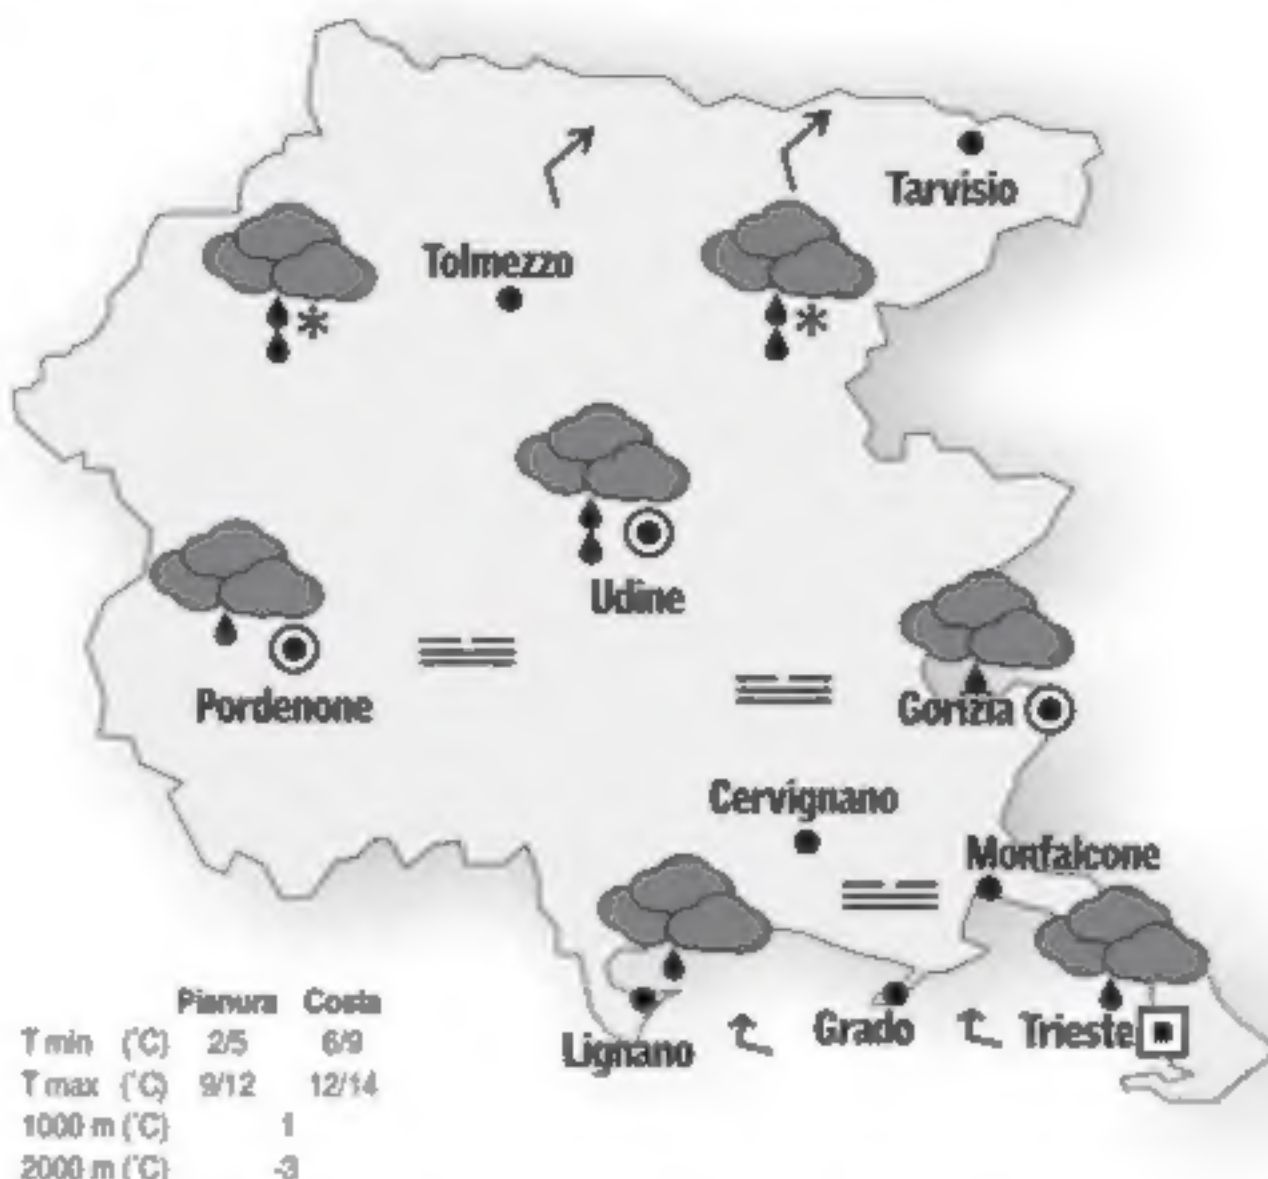 Tarvisio
Tolmezzo
Udine
Pordenone
Gorizia
Cervignano
Monfalcone
Lignano
Grado
Trieste
Pianura Costa
T min (°C) 2/5 6/9
T max (°C) 9/12 12/14
1000 m (°C) 1
2000 m (°C) -3